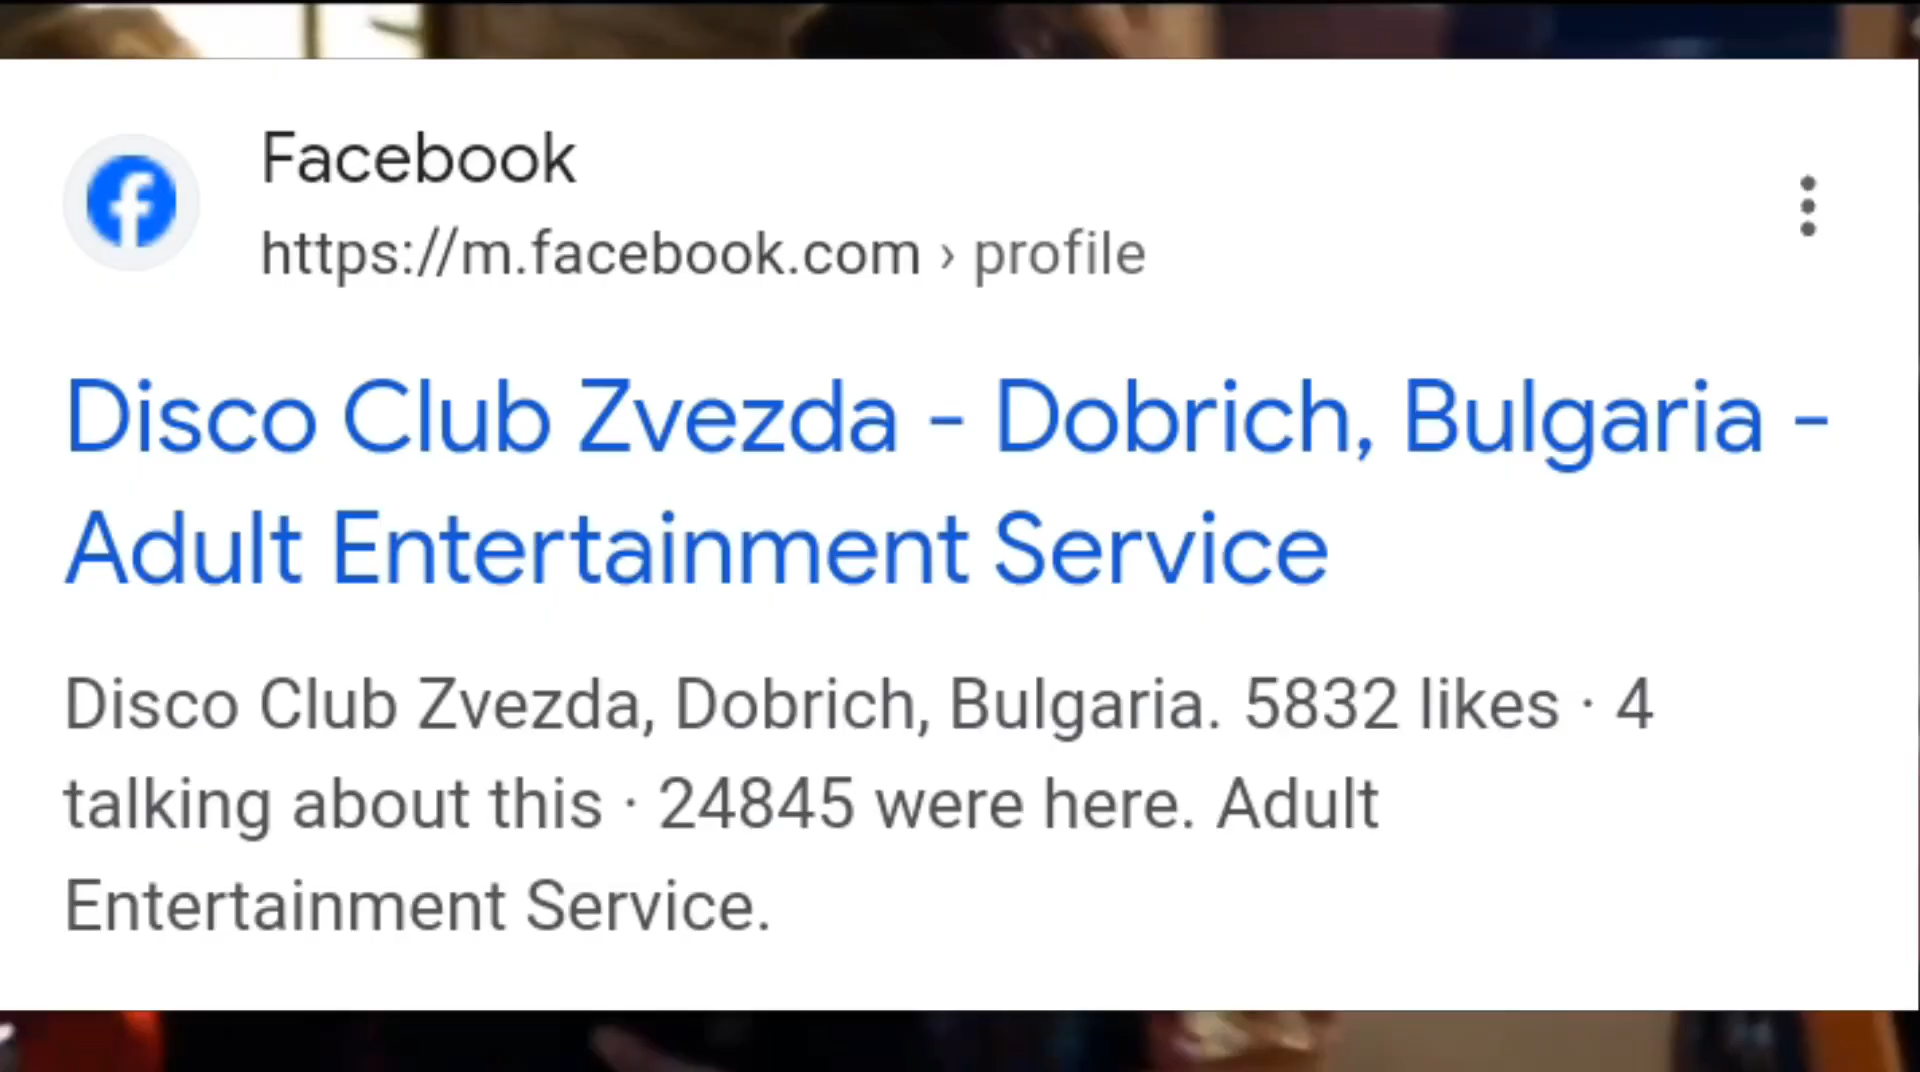 Facebook
https://m.facebook.com › profile
Disco Club Zvezda - Dobrich, Bulgaria -
Adult Entertainment Service
Disco Club Zvezda, Dobrich, Bulgaria. 5832 likes · 4
talking about this · 24845 were here. Adult
Entertainment Service.